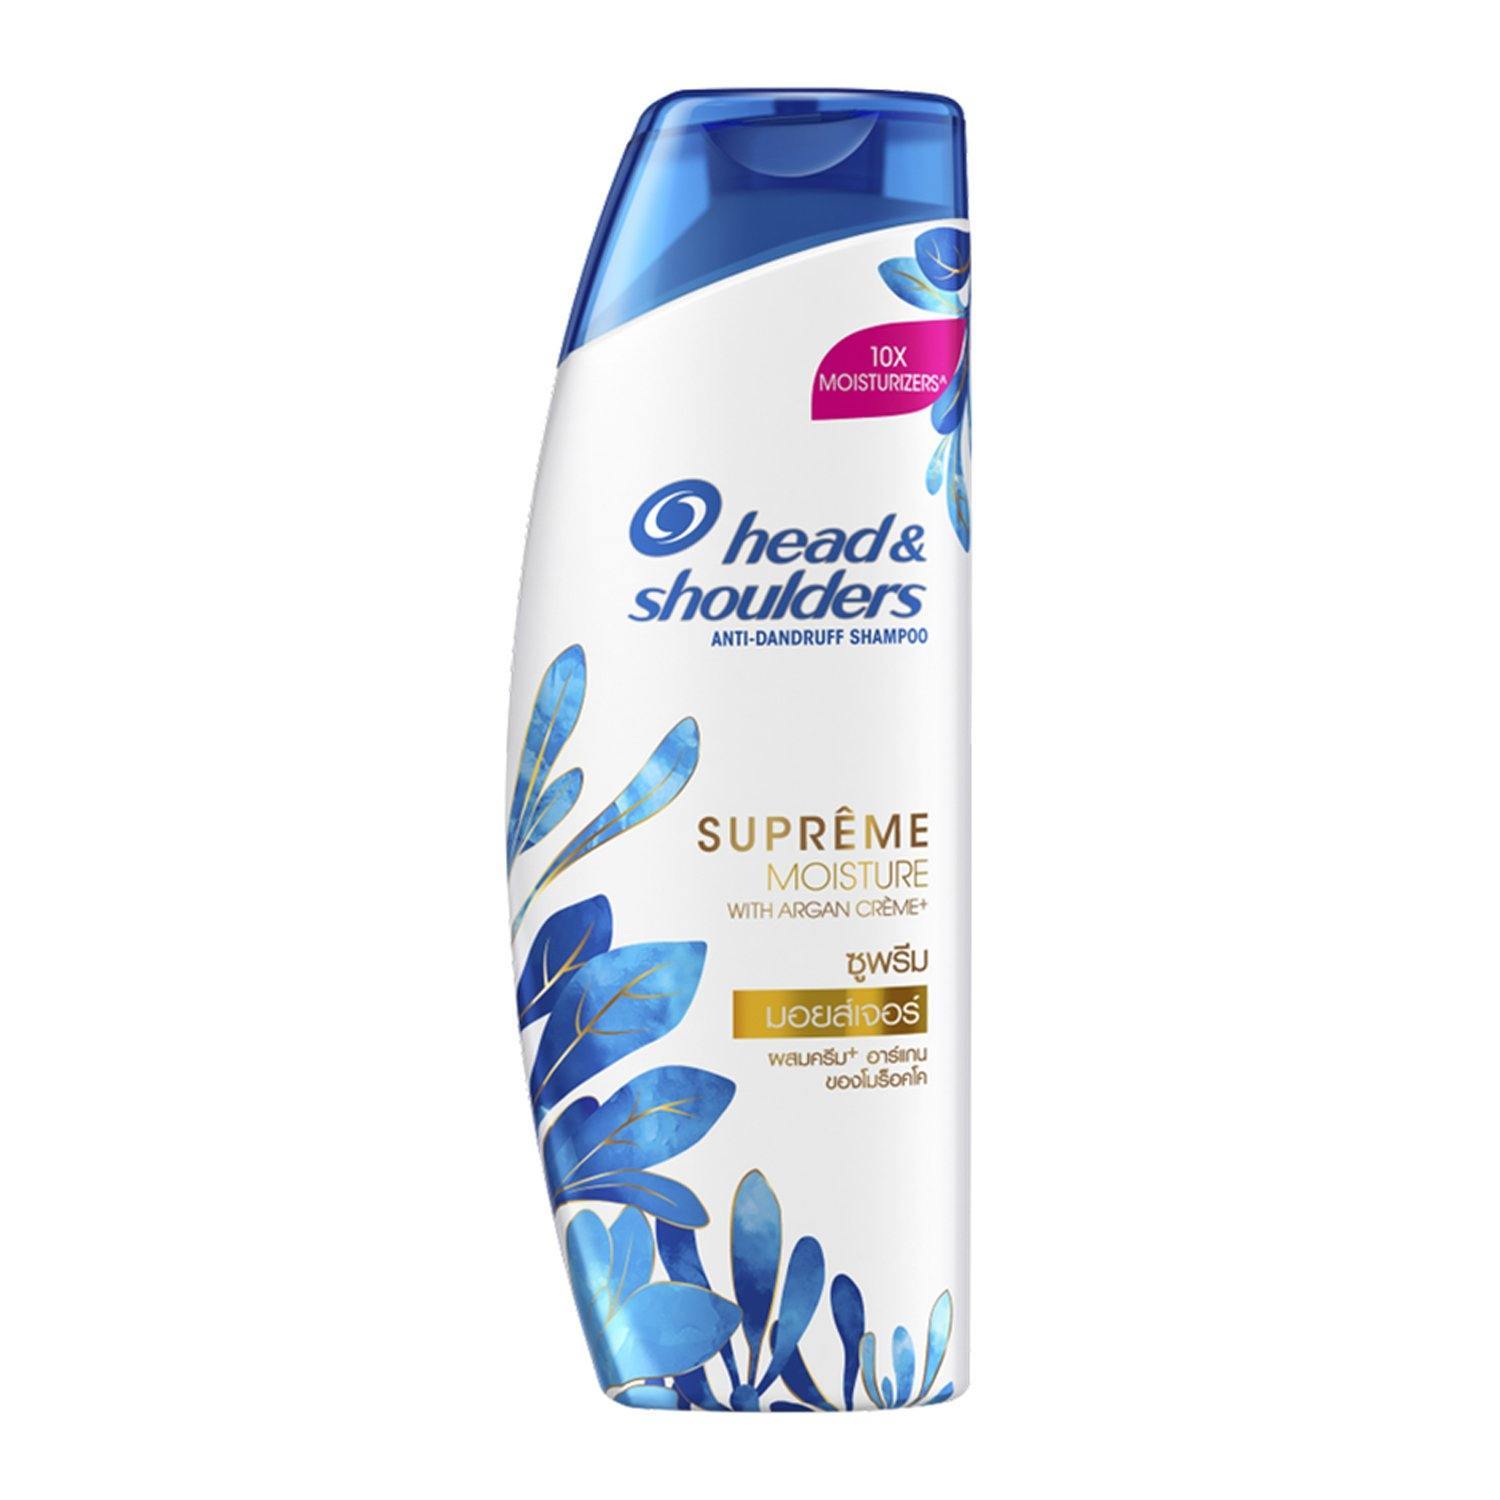 10X
MOISTURIZERS^
head &
shoulders
ANTI-DANDRUFF SHAMPOO
SUPRÊME
MOISTURE
WITH ARGAN CRÈME+
ซูพรีม
มอยส์เจอร์
ผสมครีม+ อาร์แกน
ของโมร็อคโค